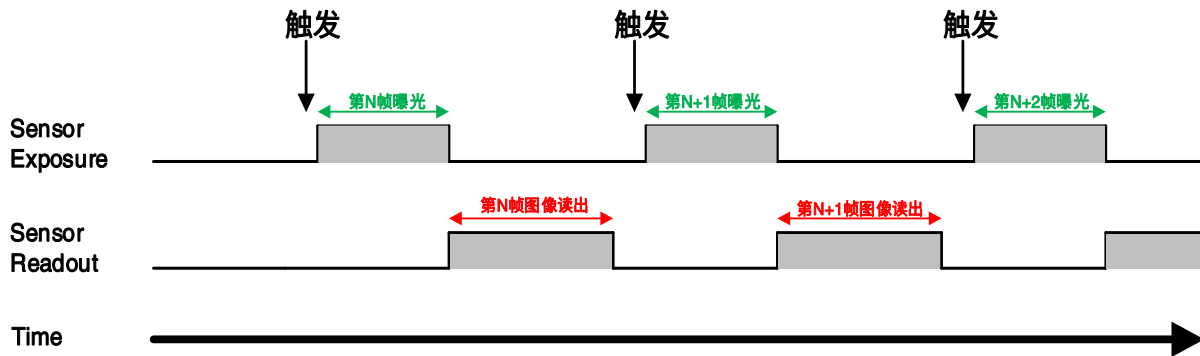 触发
触发
触发
第N帧曝光
第N+1帧曝光
第N+2帧曝光
Sensor
Exposure
第N帧图像读出
第N+1帧图像读出
Sensor
Readout
Time